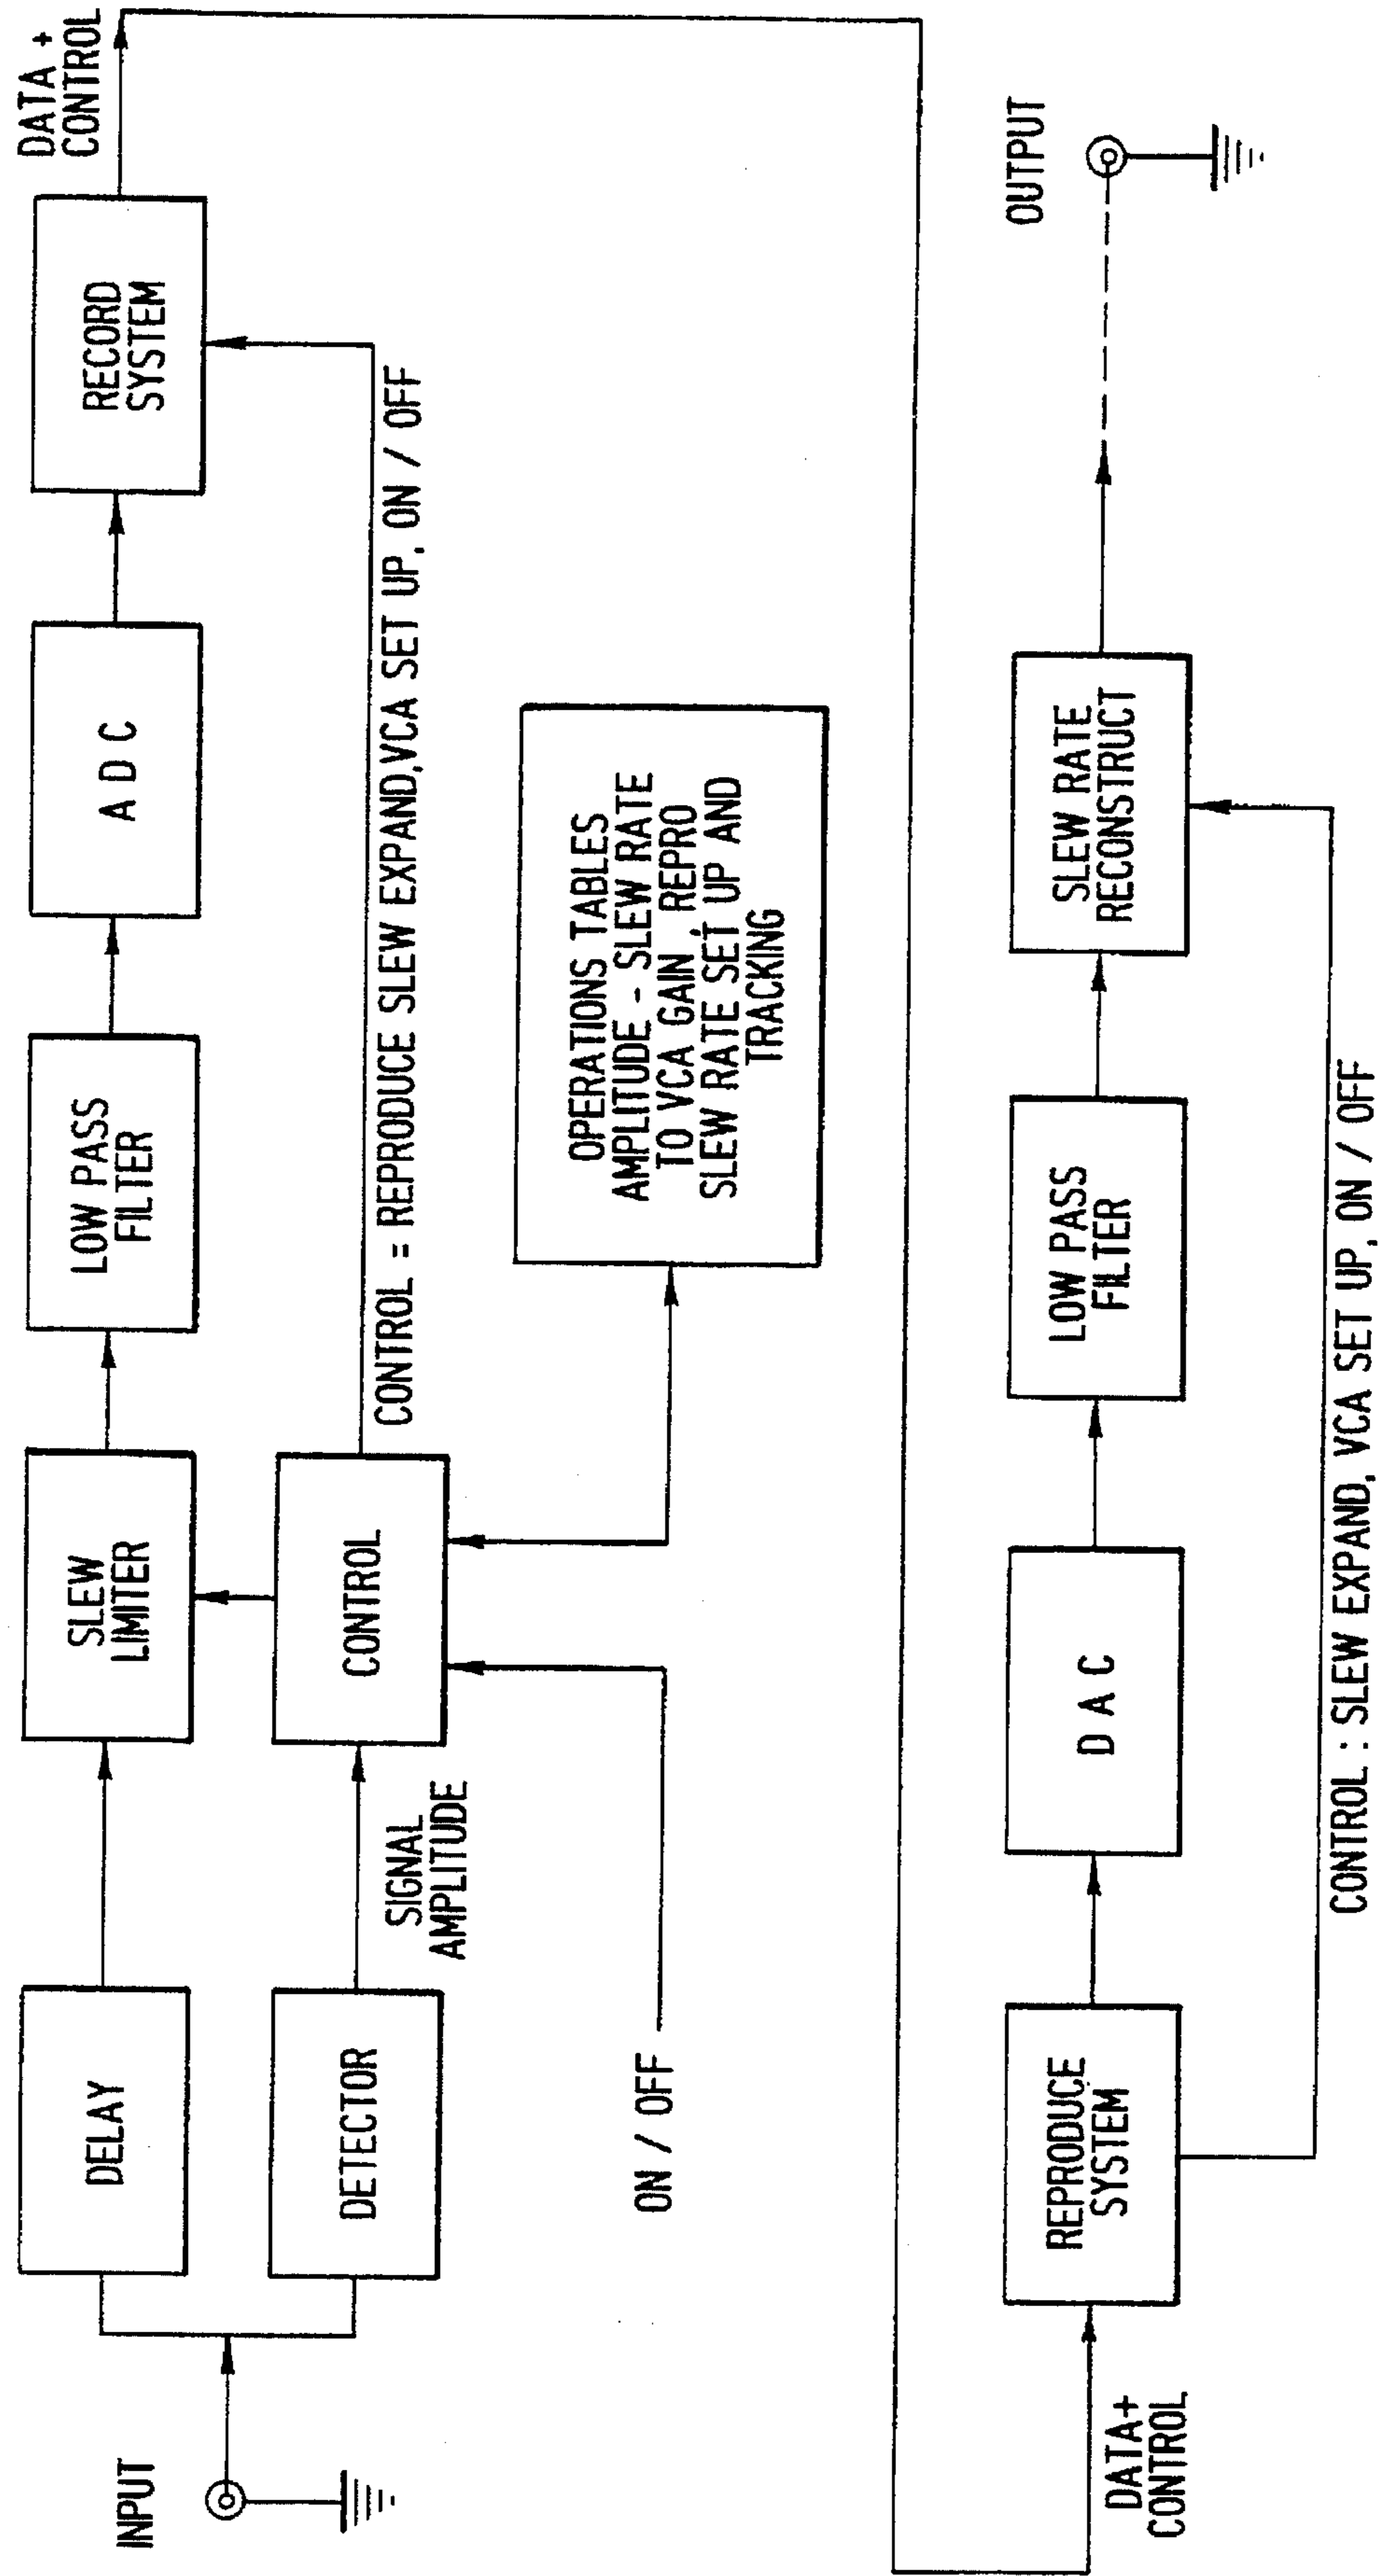 INPUT
DELAY
SLEW
LIMITER
LOW PASS
FILTER
A D C
RECORD
SYSTEM
DATA +
CONTROL
DETECTOR
SIGNAL
AMPLITUDE
CONTROL
CONTROL = REPRODUCE SLEW EXPAND,VCA SET UP, ON / OFF
ON / OFF
OPERATIONS TABLES
AMPLITUDE - SLEW RATE
TO VCA GAIN, REPRO
SLEW RATE SET UP AND
TRACKING
DATA+
CONTROL
REPRODUCE
SYSTEM
D A C
LOW PASS
FILTER
SLEW RATE
RECONSTRUCT
OUTPUT
CONTROL : SLEW EXPAND, VCA SET UP, ON / OFF